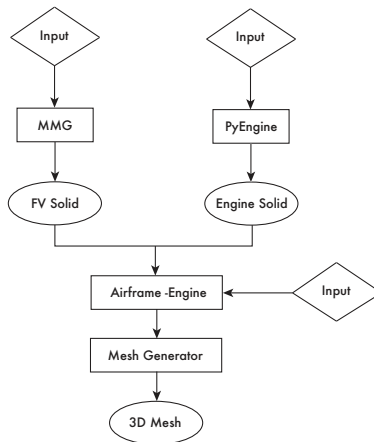 Input
Input
MMG
PyEngine
FV Solid
Engine Solid
Airframe -Engine
Input
Mesh Generator
3D Mesh